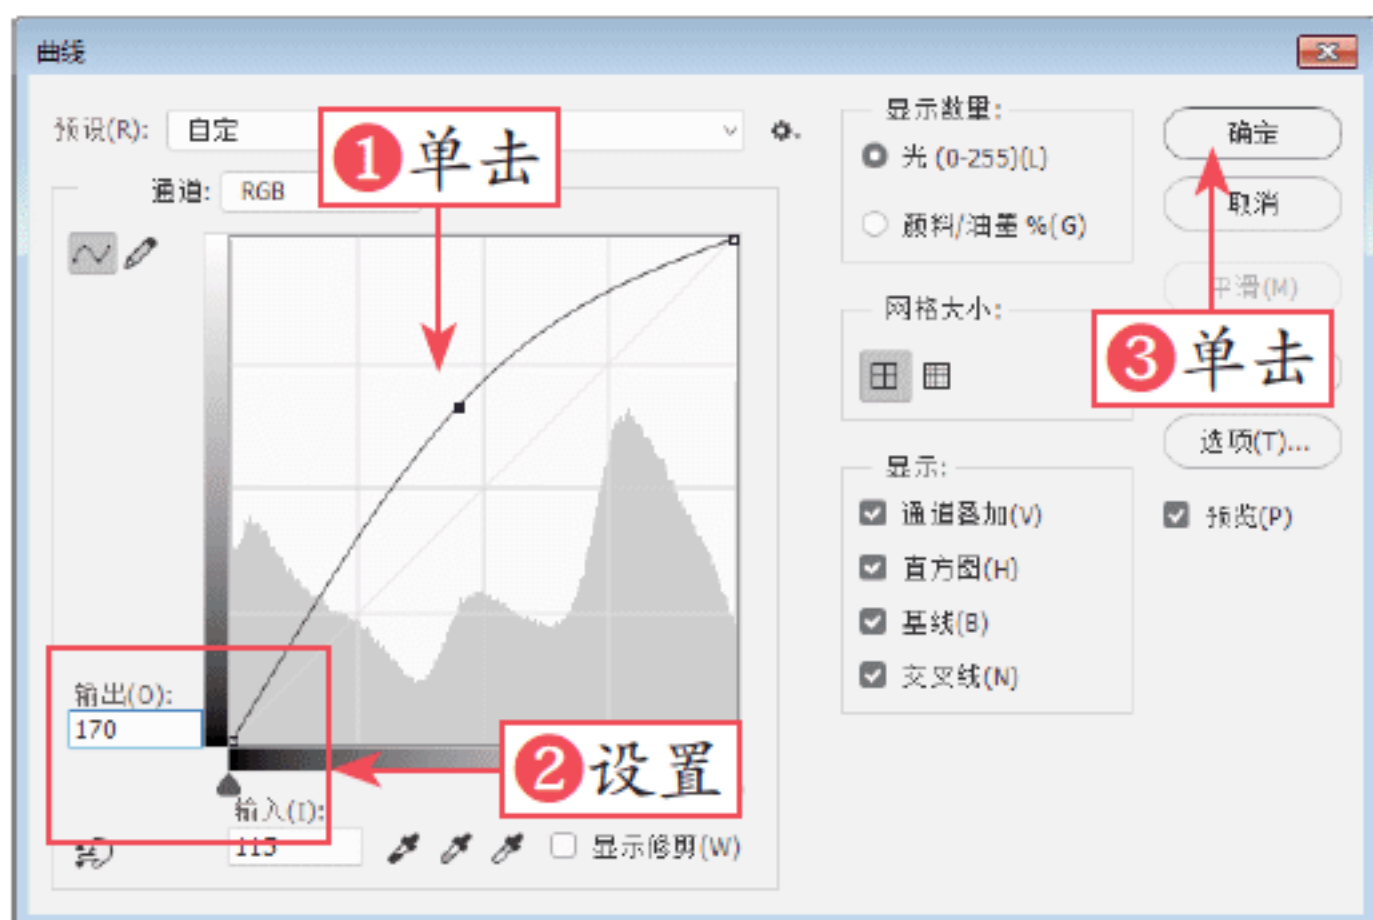 曲线
预设(R): 自定
❶单击
通道: RGB
输出(O):
170
❷设置
输入(I):
115
显示修剪(W)
显示数量:
光 (0-255)(L)
颜料/油墨 %(G)
网格大小:
显示:
通道叠加(V)
直方图(H)
基线(B)
交叉线(N)
确定
取消
平滑(M)
❸单击
选项(T)...
预览(P)